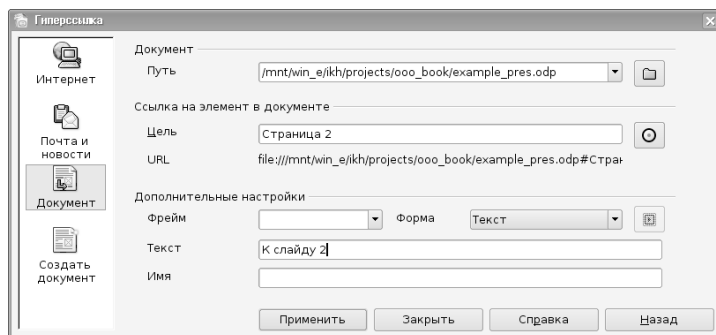 Гиперссылка
Интернет
Почта и
новости
Документ
Создать
документ
Документ
Путь /mnt/win_e/ikh/projects/ooo_book/example_pres.odp
Ссылка на элемент в документе
Цель Страница 2
URL file:///mnt/win_e/ikh/projects/ooo_book/example_pres.odp#Стран
Дополнительные настройки
Фрейм Форма Текст
Текст К слайду 2
Имя
Применить Закрыть Справка Назад